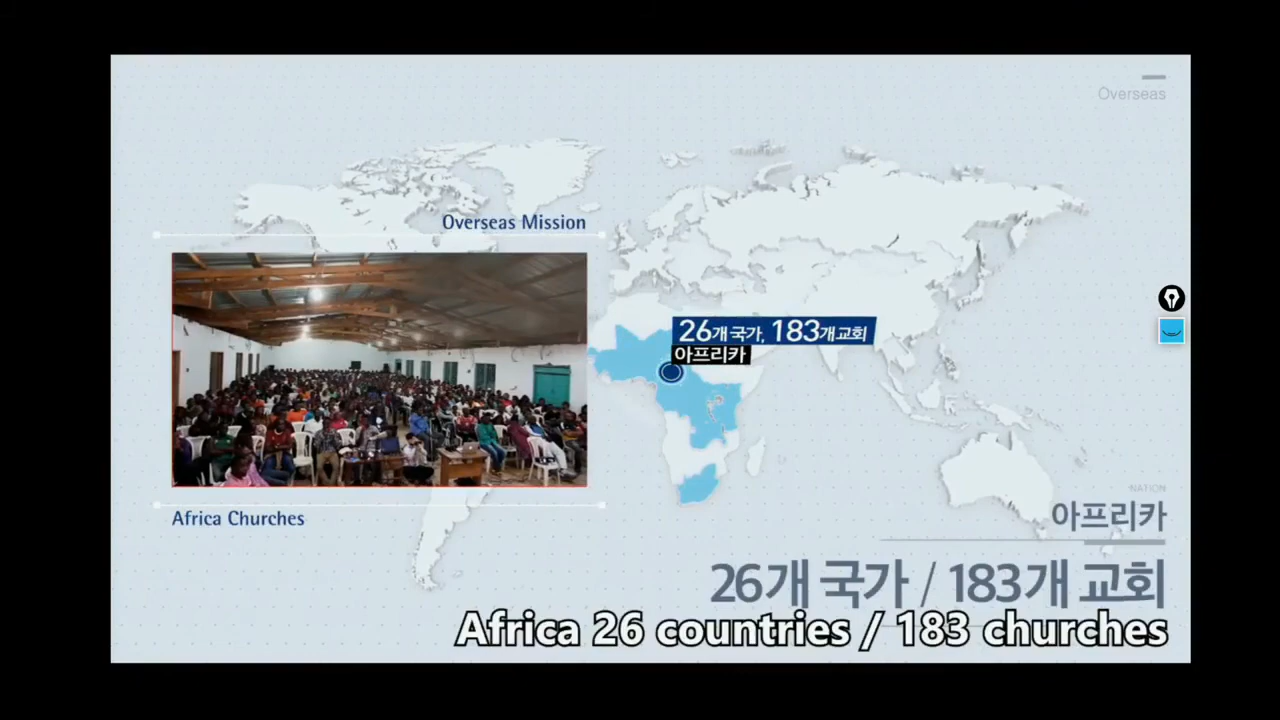 Overseas
Overseas Mission
26개 국가, 183개 교회
아프리카
Africa Churches
NATION
아프리카
26개 국가 / 183개 교회
Africa 26 countries / 183 churches